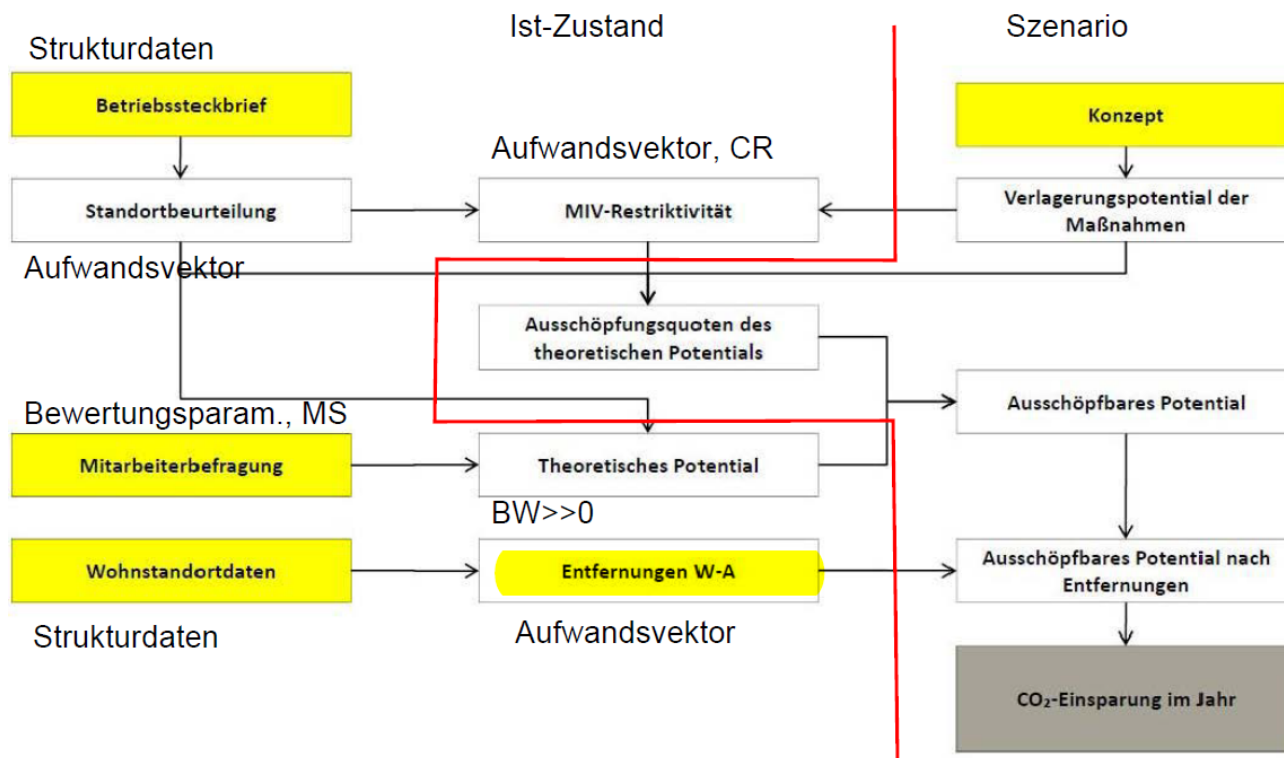 Ist-Zustand
Szenario
Strukturdaten
Betriebssteckbrief
Konzept
Aufwandsvektor, CR
Standortbeurteilung
MIV-Restriktivität
Verlagerungspotential der
Maßnahmen
Aufwandsvektor
Ausschöpfungsquoten des
theoretischen Potentials
Ausschöpfbares Potential
Bewertungsparam., MS
Mitarbeiterbefragung
Theoretisches Potential
BW>>0
Wohnstandortdaten
Entfernungen W-A
Ausschöpfbares Potential nach
Entfernungen
Strukturdaten
Aufwandsvektor
CO₂-Einsparung im Jahr